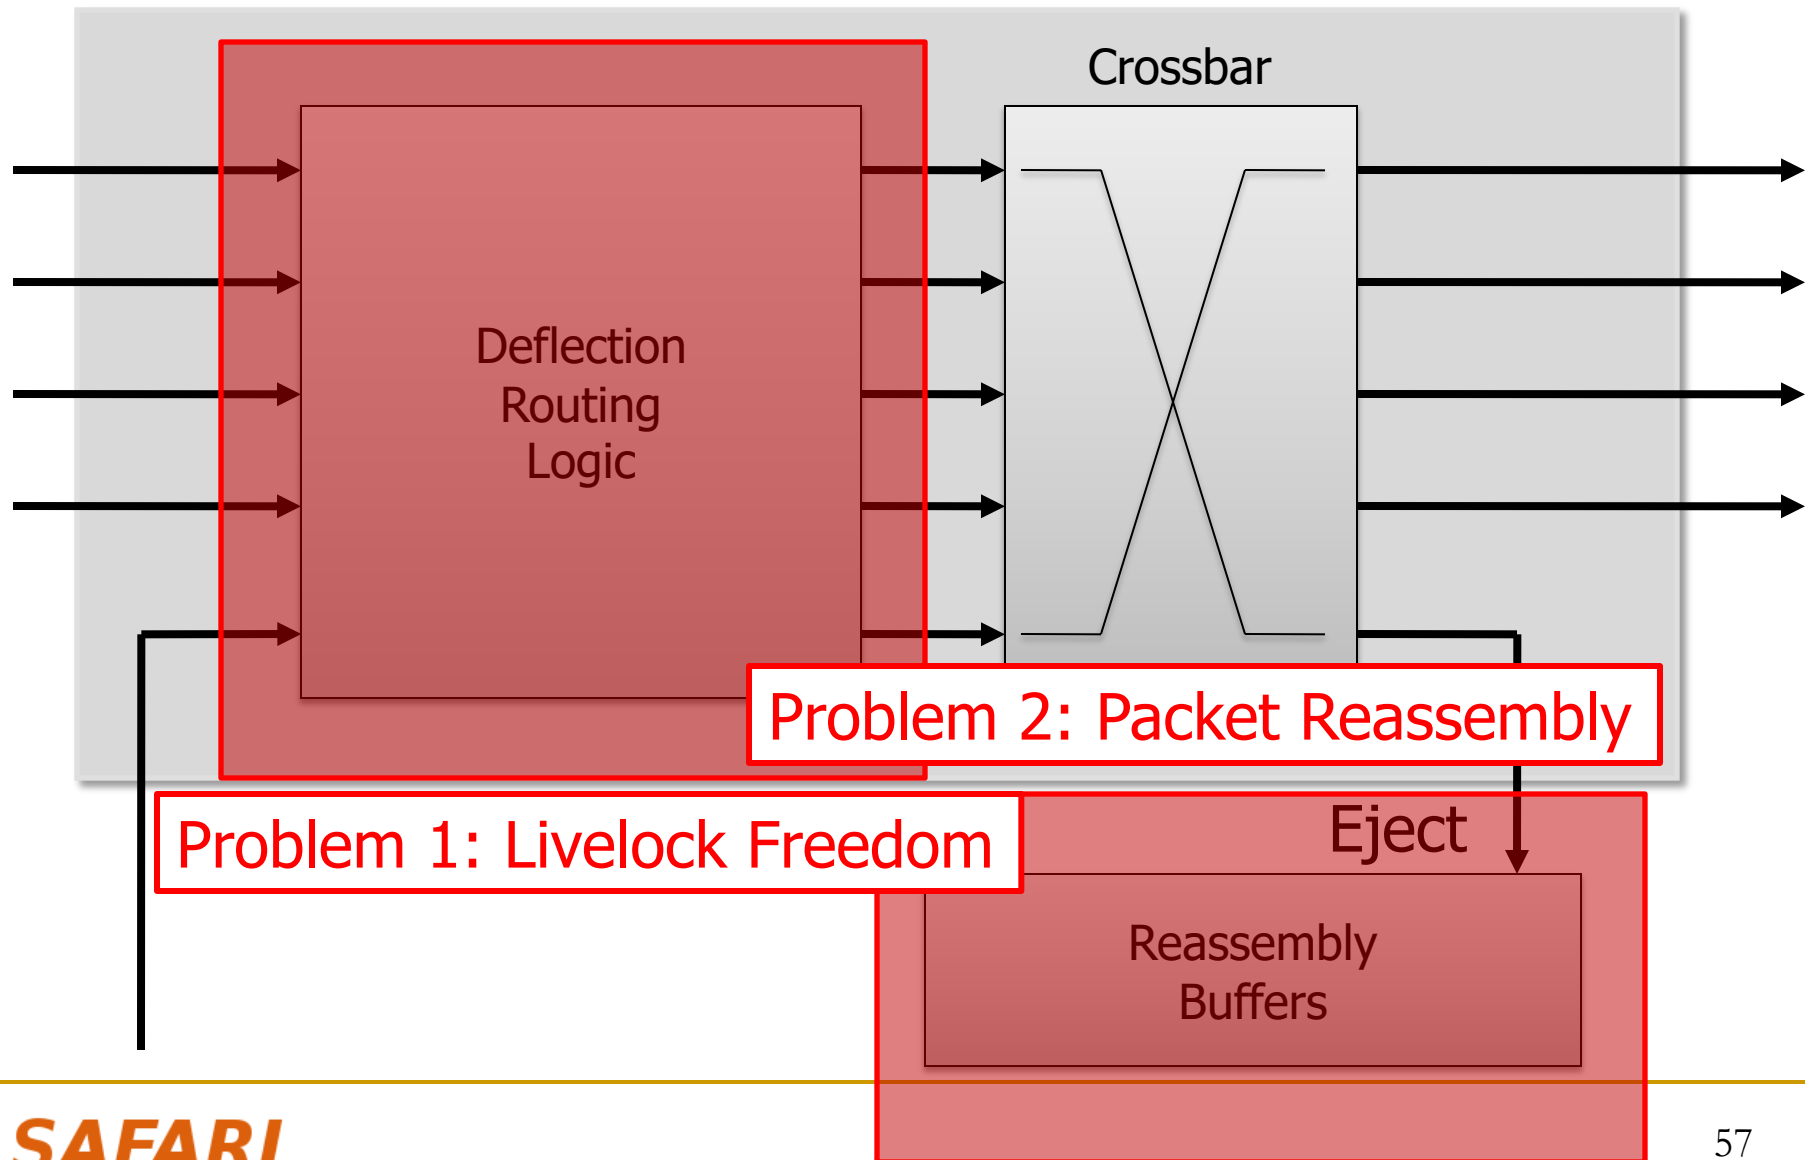 Crossbar
Deflection
Routing
Logic
Problem 2: Packet Reassembly
Problem 1: Livelock Freedom
Eject
Reassembly
Buffers
SAFARI
57